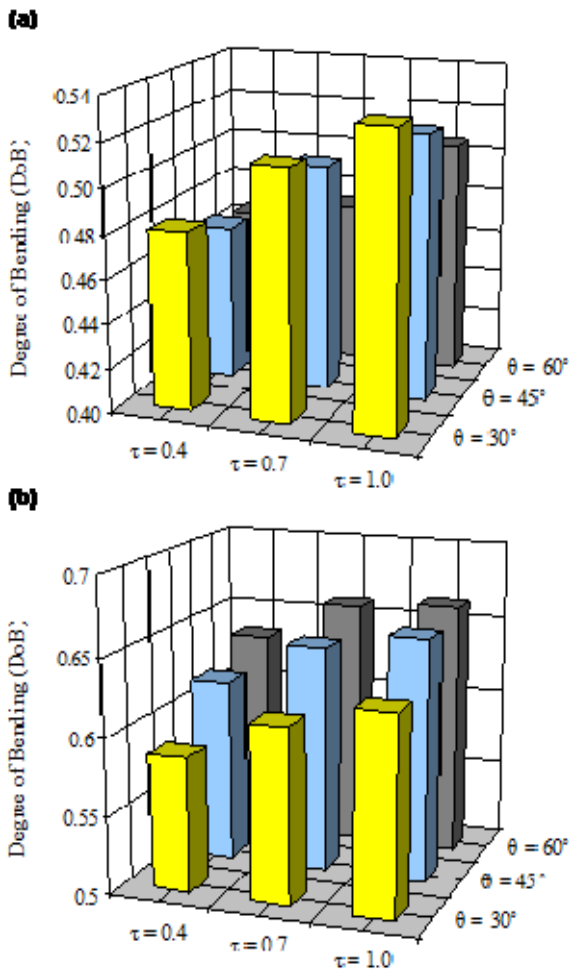 (a)
0.54
0.52
0.50
0.48
0.46
0.44
0.42
0.40
Degree of Bending (DoB)
τ = 0.4
τ = 0.7
τ = 1.0
θ = 30°
θ = 45°
θ = 60°
(b)
0.7
0.65
0.6
0.55
0.5
Degree of Bending (DoB)
τ = 0.4
τ = 0.7
τ = 1.0
θ = 30°
θ = 45°
θ = 60°